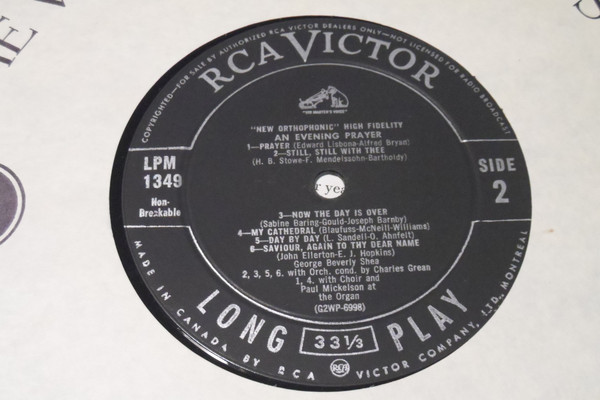 COPYRIGHTED—FOR SALE BY AUTHORIZED RCA VICTOR DEALERS ONLY—NOT LICENSED FOR RADIO BROADCAST
RCA VICTOR
"HIS MASTER'S VOICE"
"NEW ORTHOPHONIC" HIGH FIDELITY
AN EVENING PRAYER
1—PRAYER (Edward Lisbona-Alfred Bryan)
2—STILL, STILL WITH THEE
(H. B. Stowe-F. Mendelssohn-Bartholdy)
LPM
1349
Non-
Breakable
SIDE
2
r yea
3—NOW THE DAY IS OVER
(Sabine Baring-Gould-Joseph Barnby)
4—MY CATHEDRAL (Blaufuns-McNeill-Williams)
5—DAY BY DAY (L. Sandell-O. Ahnfelt)
6—SAVIOUR, AGAIN TO THY DEAR NAME
(John Ellerton-E. J. Hopkins)
George Beverly Shea
2, 3, 5, 6. with Orch. cond. by Charles Grean
1, 4. with Choir and
Paul Mickelson at
the Organ
(G2WP-6998)
LONG 33⅓ PLAY
MADE IN CANADA BY RCA VICTOR COMPANY, LTD., MONTREAL
RCA